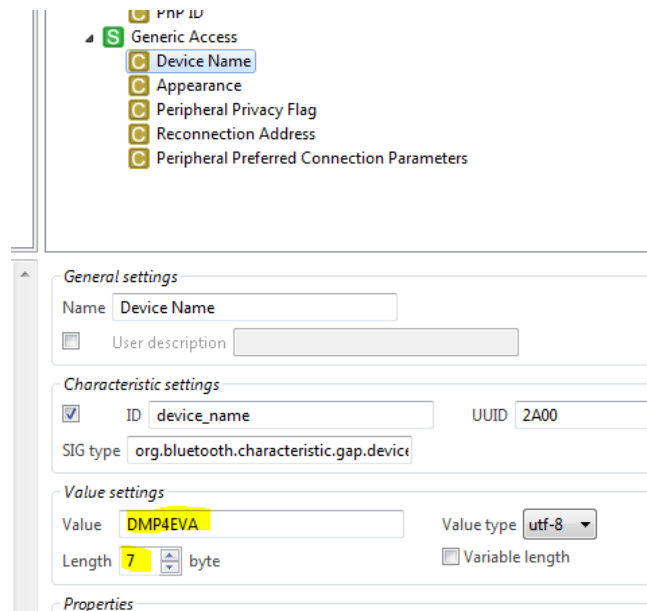 PnP ID
S Generic Access
C Device Name
C Appearance
C Peripheral Privacy Flag
C Reconnection Address
C Peripheral Preferred Connection Parameters
General settings
Name Device Name
User description
Characteristic settings
ID device_name UUID 2A00
SIG type org.bluetooth.characteristic.gap.device
Value settings
Value DMP4EVA Value type utf-8
Length 7 byte Variable length
Properties